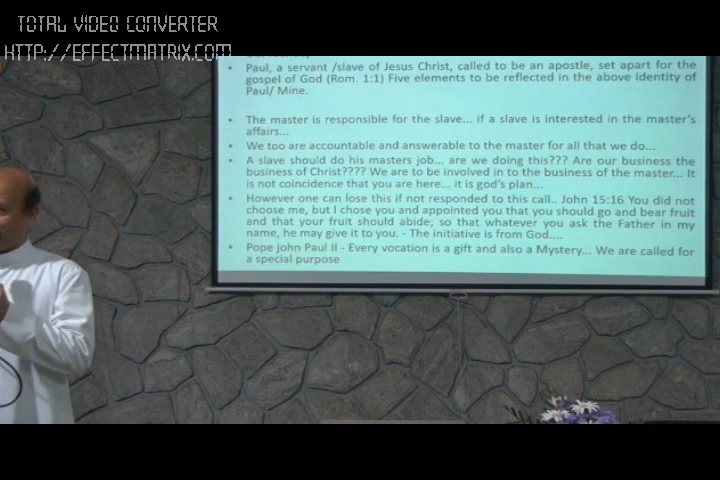 TOTAL VIDEO CONVERTER
HTTP://EFFECTMATRIX.COM
• Paul, a servant /slave of Jesus Christ, called to be an apostle, set apart for the
gospel of God (Rom. 1:1) Five elements to be reflected in the above identity of
Paul/ Mine.
• The master is responsible for the slave... if a slave is interested in the master's
affairs...
• We too are accountable and answerable to the master for all that we do...
• A slave should do his masters job... are we doing this??? Are our business the
business of Christ???? We are to be involved in to the business of the master... It
is not coincidence that you are here... it is god's plan...
• However one can lose this if not responded to this call.. John 15:16 You did not
choose me, but I chose you and appointed you that you should go and bear fruit
and that your fruit should abide; so that whatever you ask the Father in my
name, he may give it to you. - The initiative is from God....
• Pope john Paul II - Every vocation is a gift and also a Mystery... We are called for
a special purpose